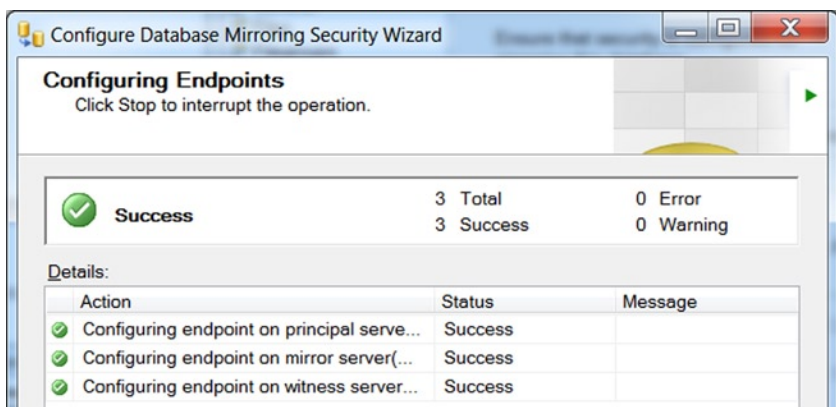 Configure Database Mirroring Security Wizard
Configuring Endpoints
Click Stop to interrupt the operation.
Success
3 Total
0 Error
3 Success
0 Warning
Details:
Action Status Message
Configuring endpoint on principal serve... Success
Configuring endpoint on mirror server(... Success
Configuring endpoint on witness server... Success